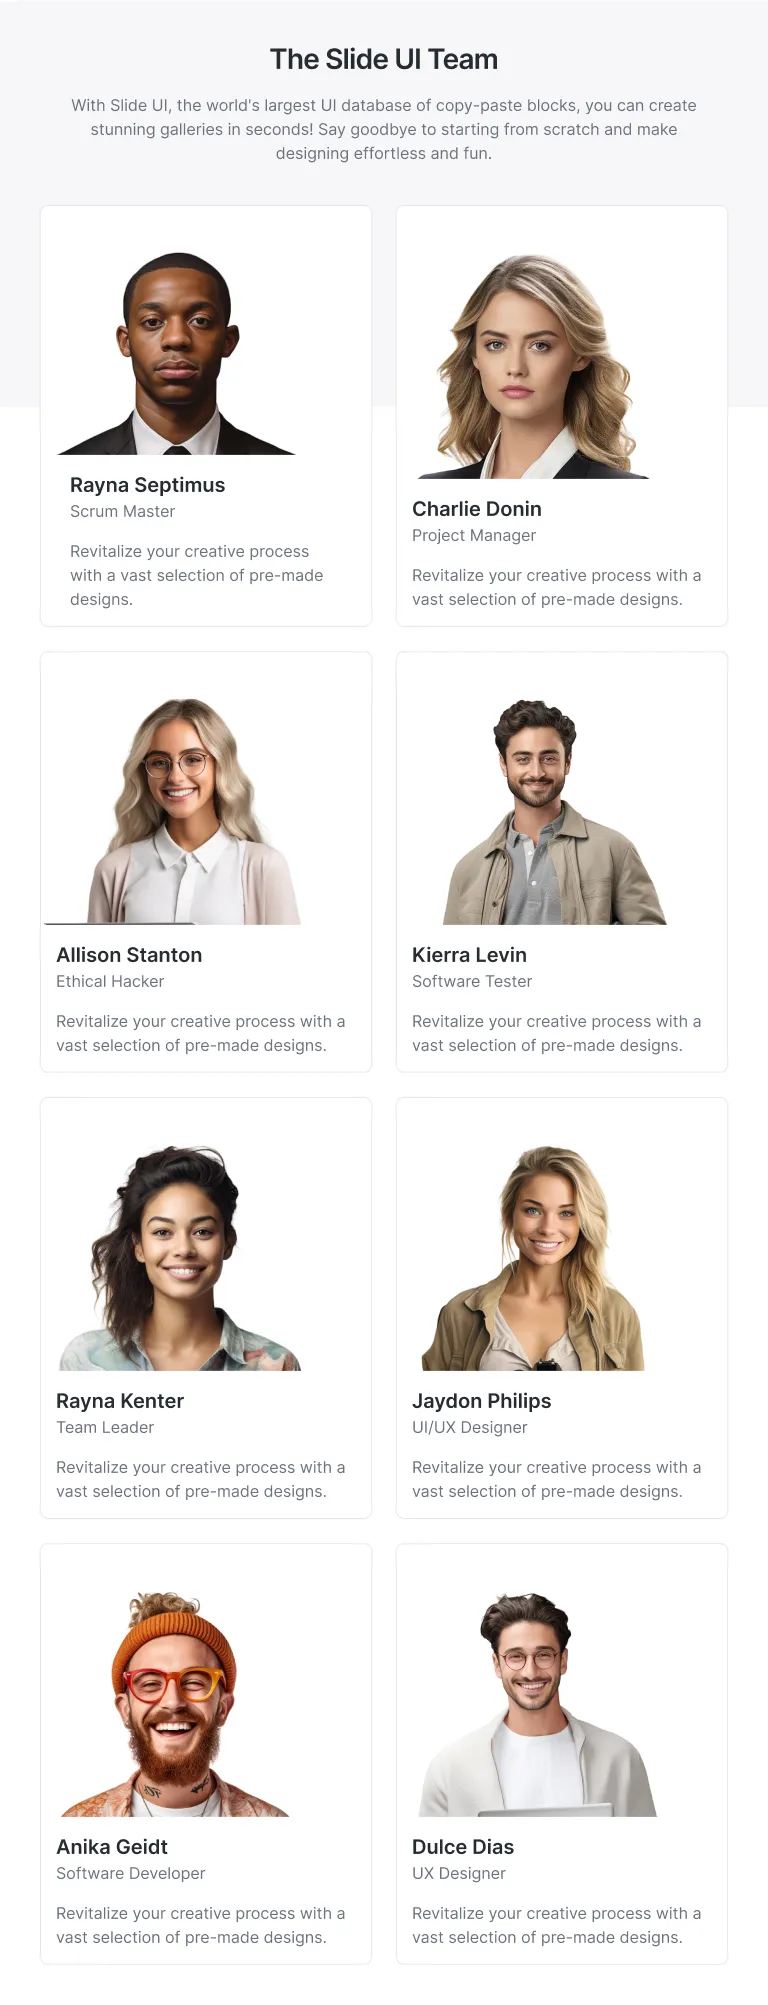 The Slide UI Team
With Slide UI, the world's largest UI database of copy-paste blocks, you can create
stunning galleries in seconds! Say goodbye to starting from scratch and make
designing effortless and fun.
Rayna Septimus
Scrum Master
Revitalize your creative process
with a vast selection of pre-made
designs.
Charlie Donin
Project Manager
Revitalize your creative process with a
vast selection of pre-made designs.
Allison Stanton
Ethical Hacker
Revitalize your creative process with a
vast selection of pre-made designs.
Kierra Levin
Software Tester
Revitalize your creative process with a
vast selection of pre-made designs.
Rayna Kenter
Team Leader
Revitalize your creative process with a
vast selection of pre-made designs.
Jaydon Philips
UI/UX Designer
Revitalize your creative process with a
vast selection of pre-made designs.
Anika Geidt
Software Developer
Revitalize your creative process with a
vast selection of pre-made designs.
Dulce Dias
UX Designer
Revitalize your creative process with a
vast selection of pre-made designs.